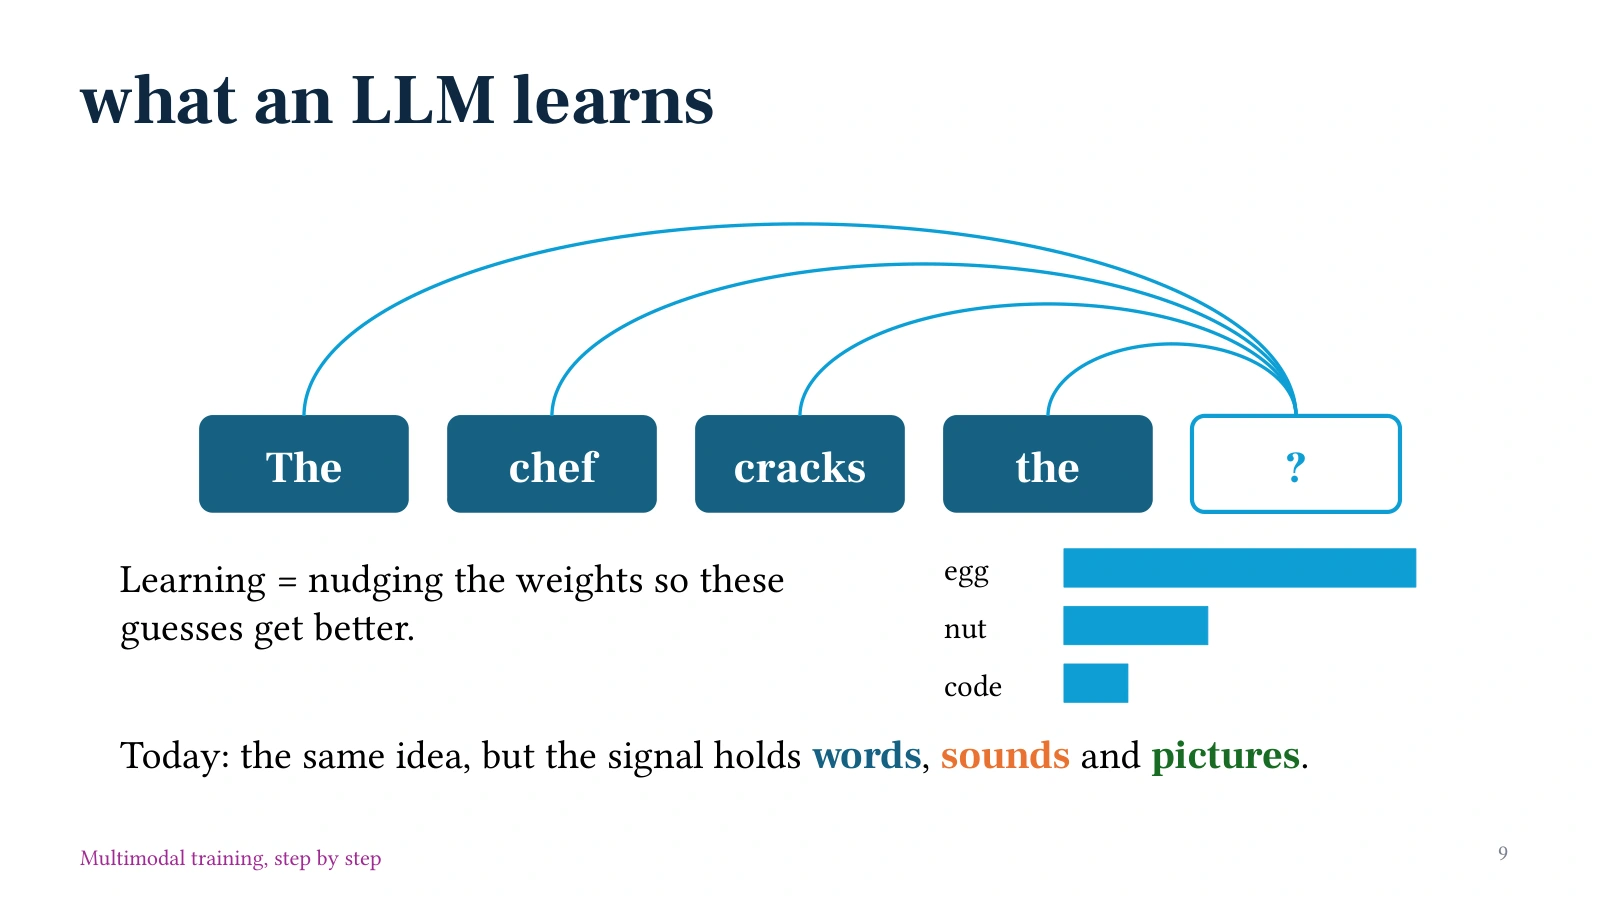 what an LLM learns
The chef cracks the ?
Learning = nudging the weights so these
guesses get better.
egg
nut
code
Today: the same idea, but the signal holds words, sounds and pictures.
Multimodal training, step by step
9